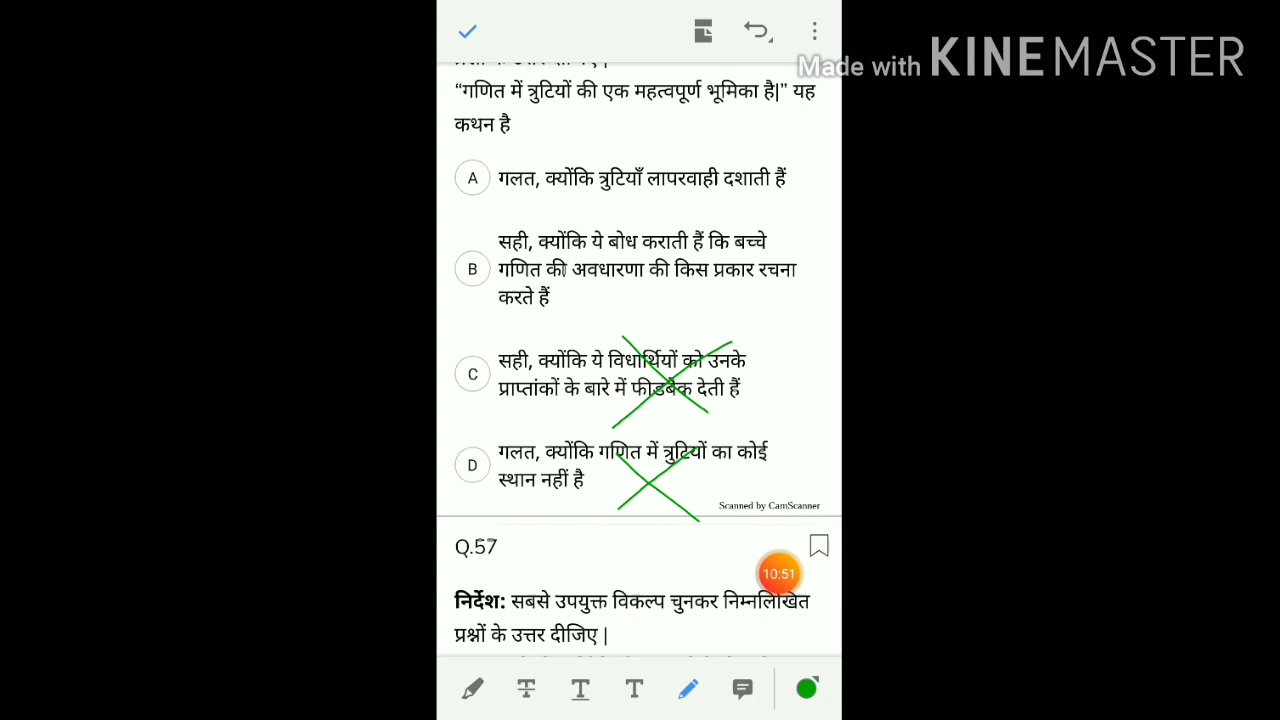 Made with KINEMASTER
“गणित में त्रुटियों की एक महत्वपूर्ण भूमिका है|” यह
कथन है
A गलत, क्योंकि त्रुटियाँ लापरवाही दशाती हैं
सही, क्योंकि ये बोध कराती हैं कि बच्चे
B गणित की अवधारणा की किस प्रकार रचना
करते हैं
सही, क्योंकि ये विधार्थियों को उनके
C प्राप्तांकों के बारे में फीडबैक देती हैं
गलत, क्योंकि गणित में त्रुटियों का कोई
D स्थान नहीं है
Scanned by CamScanner
Q.57
10:51
निर्देश: सबसे उपयुक्त विकल्प चुनकर निम्नलिखित
प्रश्नों के उत्तर दीजिए |
T T T